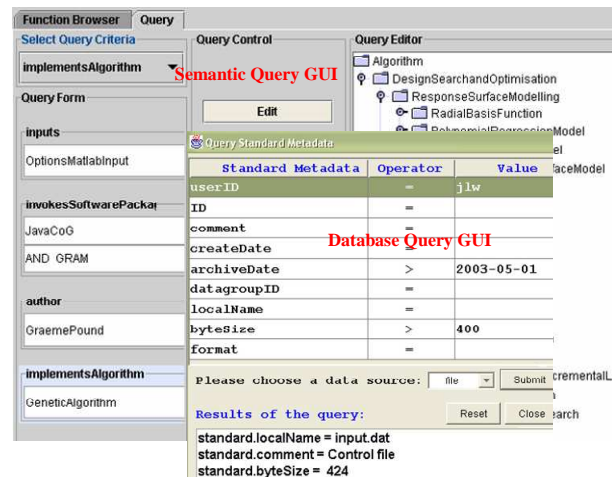 Function Browser Query
Select Query Criteria
implementsAlgorithm
Query Form
inputs
OptionsMatlabInput
invokesSoftwarePackag
JavaCoG
AND GRAM
author
GraemePound
implementsAlgorithm
GeneticAlgorithm
Query Control
Semantic Query GUI
Edit
Query Editor
Algorithm
DesignSearchandOptimisation
ResponseSurfaceModelling
RadialBasisFunction
PolynomialRegressionModel
el
faceModel
Query Standard Metadata
Standard Metadata Operator Value
userID = jlw
ID =
comment =
Database Query GUI
createDate =
archiveDate > 2003-05-01
datagroupID =
localName =
byteSize > 400
format =
Please choose a data source: file Submit
Results of the query: Reset Close
standard.localName = input.dat
standard.comment = Control file
standard.byteSize = 424
crementalL
earch